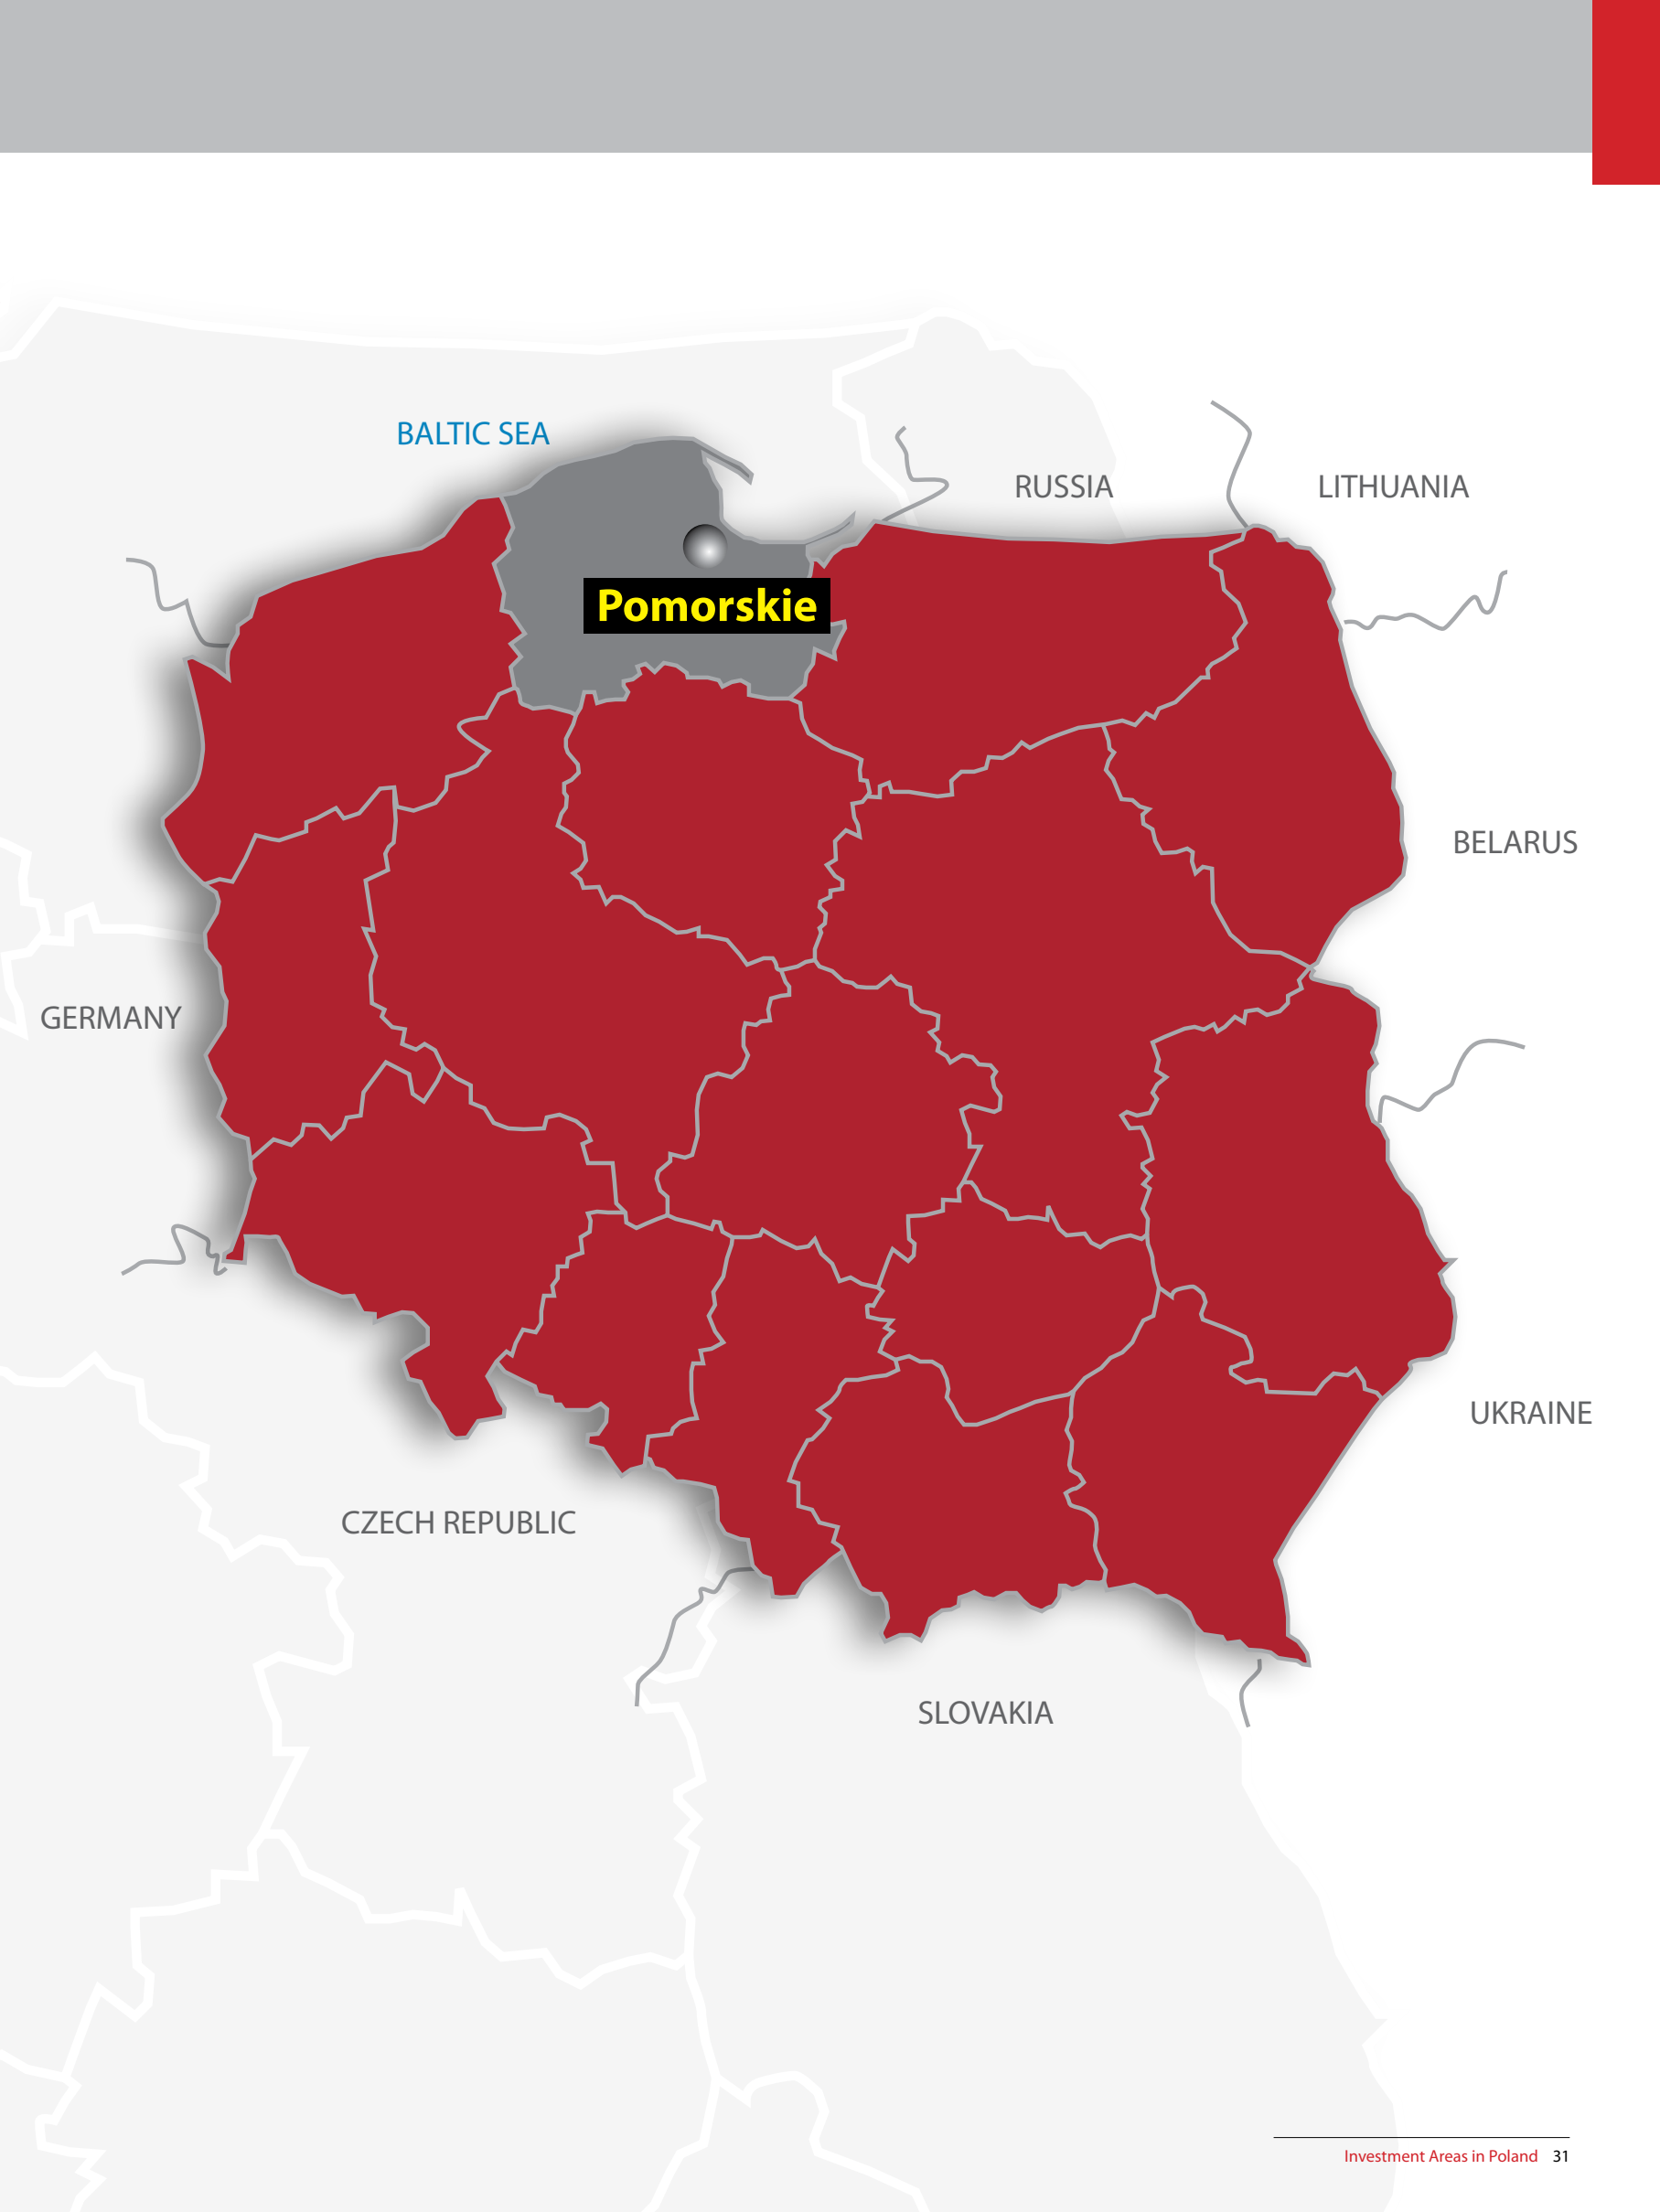 BALTIC SEA
RUSSIA
LITHUANIA
Pomorskie
BELARUS
GERMANY
UKRAINE
CZECH REPUBLIC
SLOVAKIA
Investment Areas in Poland 31